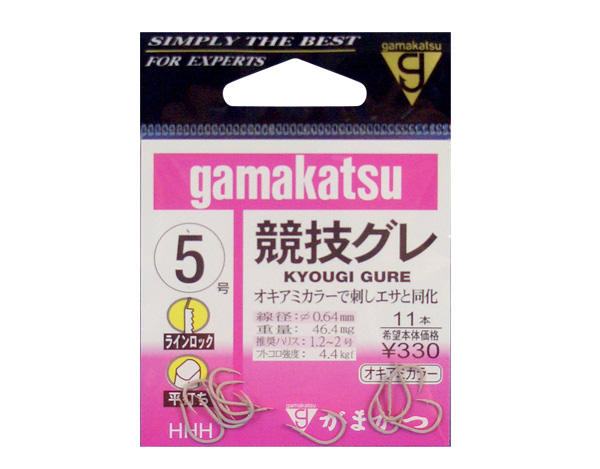 SIMPLY THE BEST
FOR EXPERTS
gamakatsu
gamakatsu
5号
競技グレ
KYOUGI GURE
オキアミカラーで刺しエサと同化
ラインロック
線径:⌀0.64mm
重量: 46.4mg
推奨ハリス:1.2~2号
フトコロ強度: 4.4kgf
11本
希望本体価格
¥330
オキアミカラー
平打ち
HHH
がまかつ